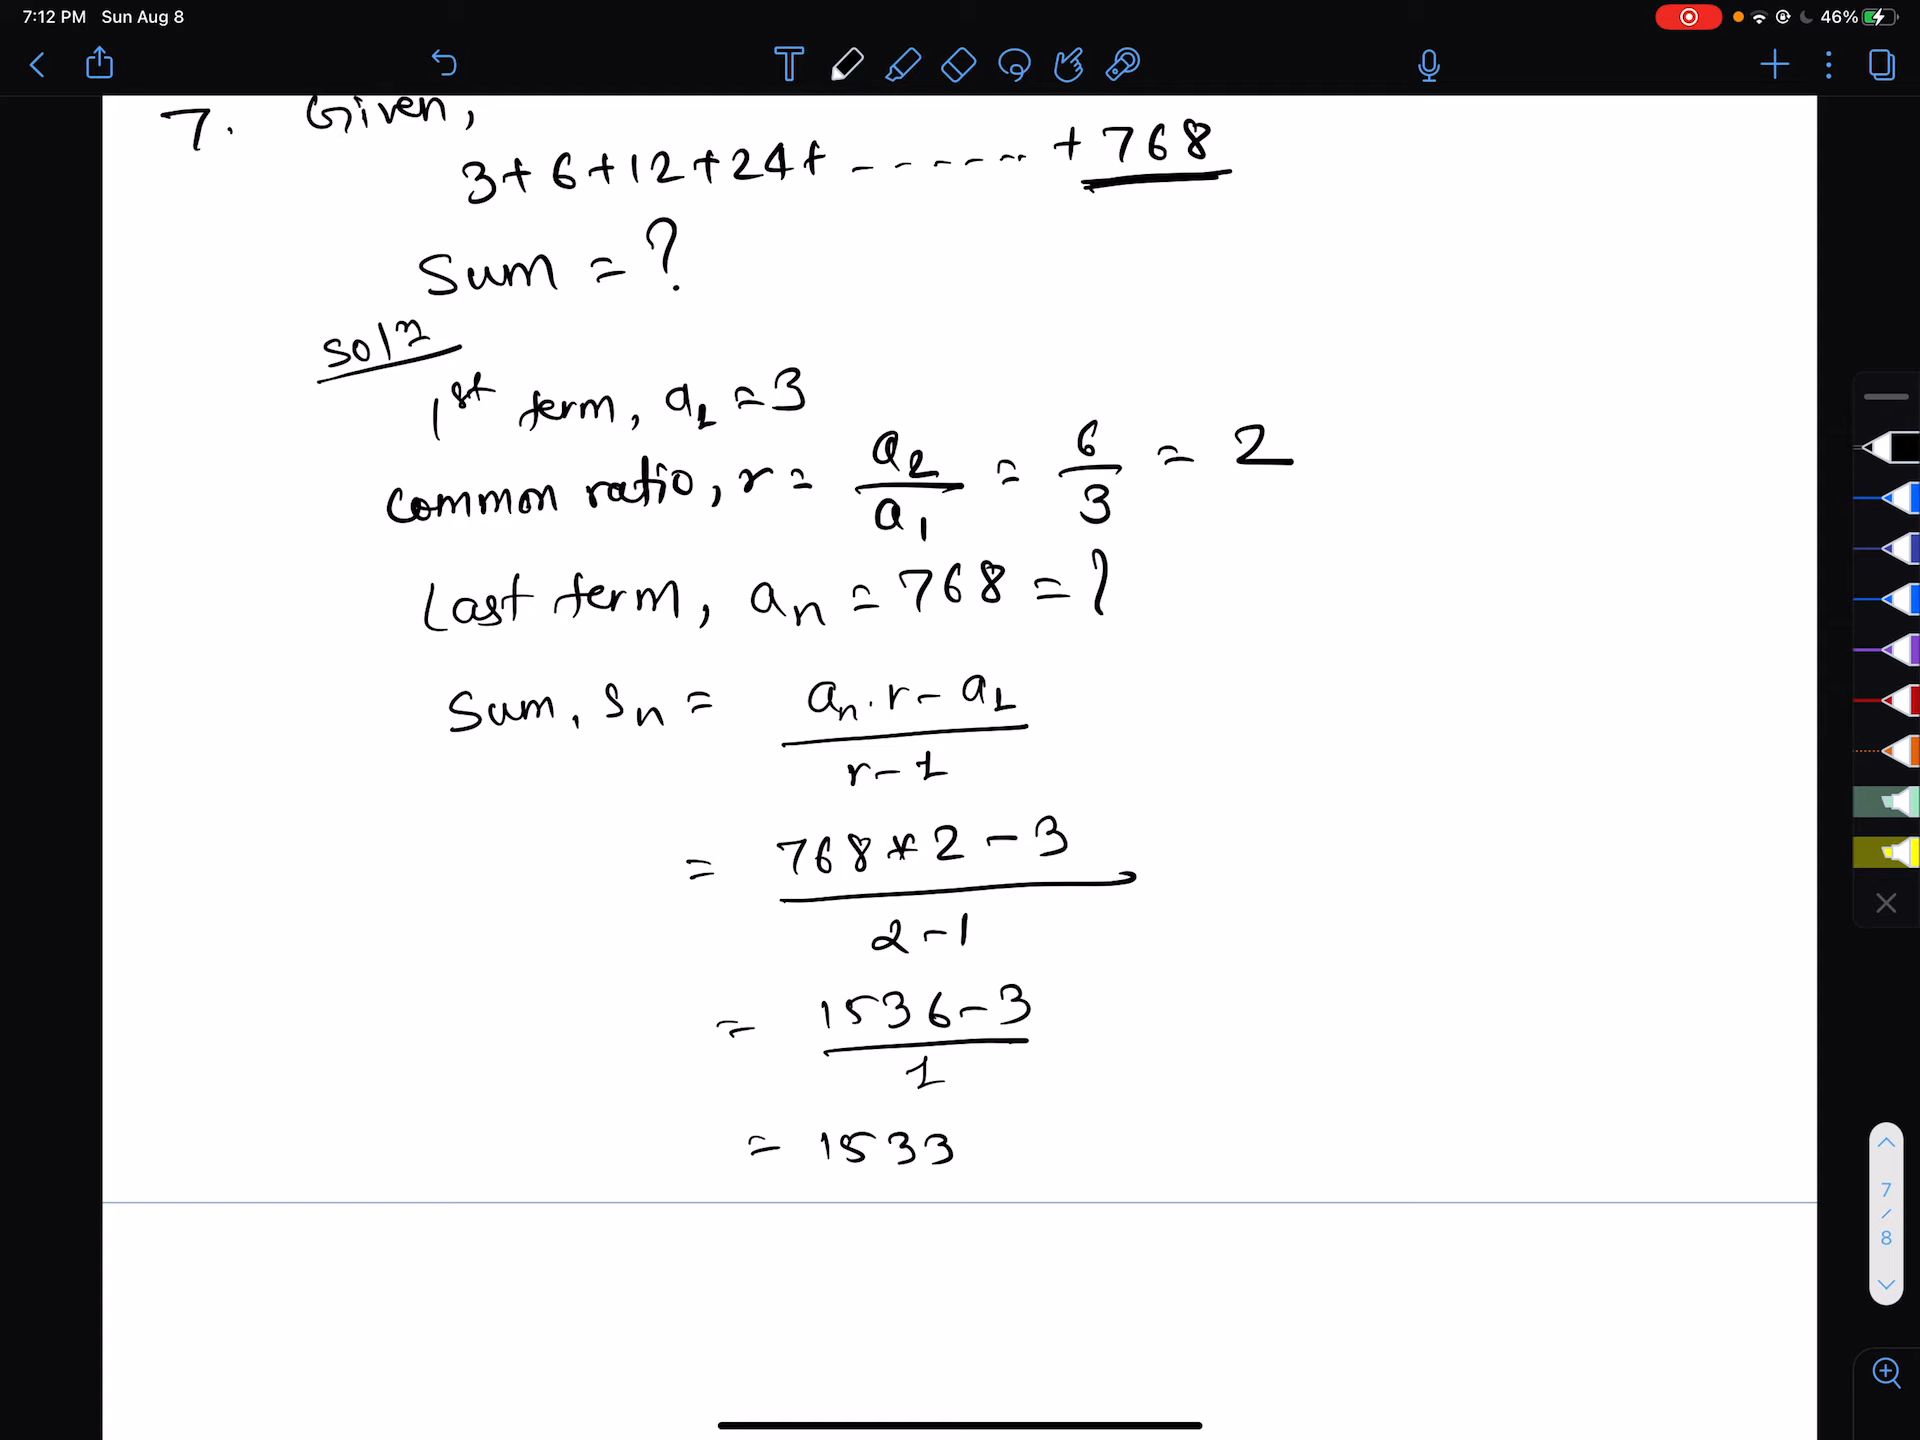 7:12 PM Sun Aug 8
46%
T
7. Given,
3+6+12+24+ ------- +768
Sum = ?
Sol n
1st term, a1 = 3
Common ratio, r = a2/a1 = 6/3 = 2
Last term, an = 768 = ?
Sum, Sn = an.r-a1/r-1
= 768*2-3/2-1
= 1536-3/1
= 1533
7/8